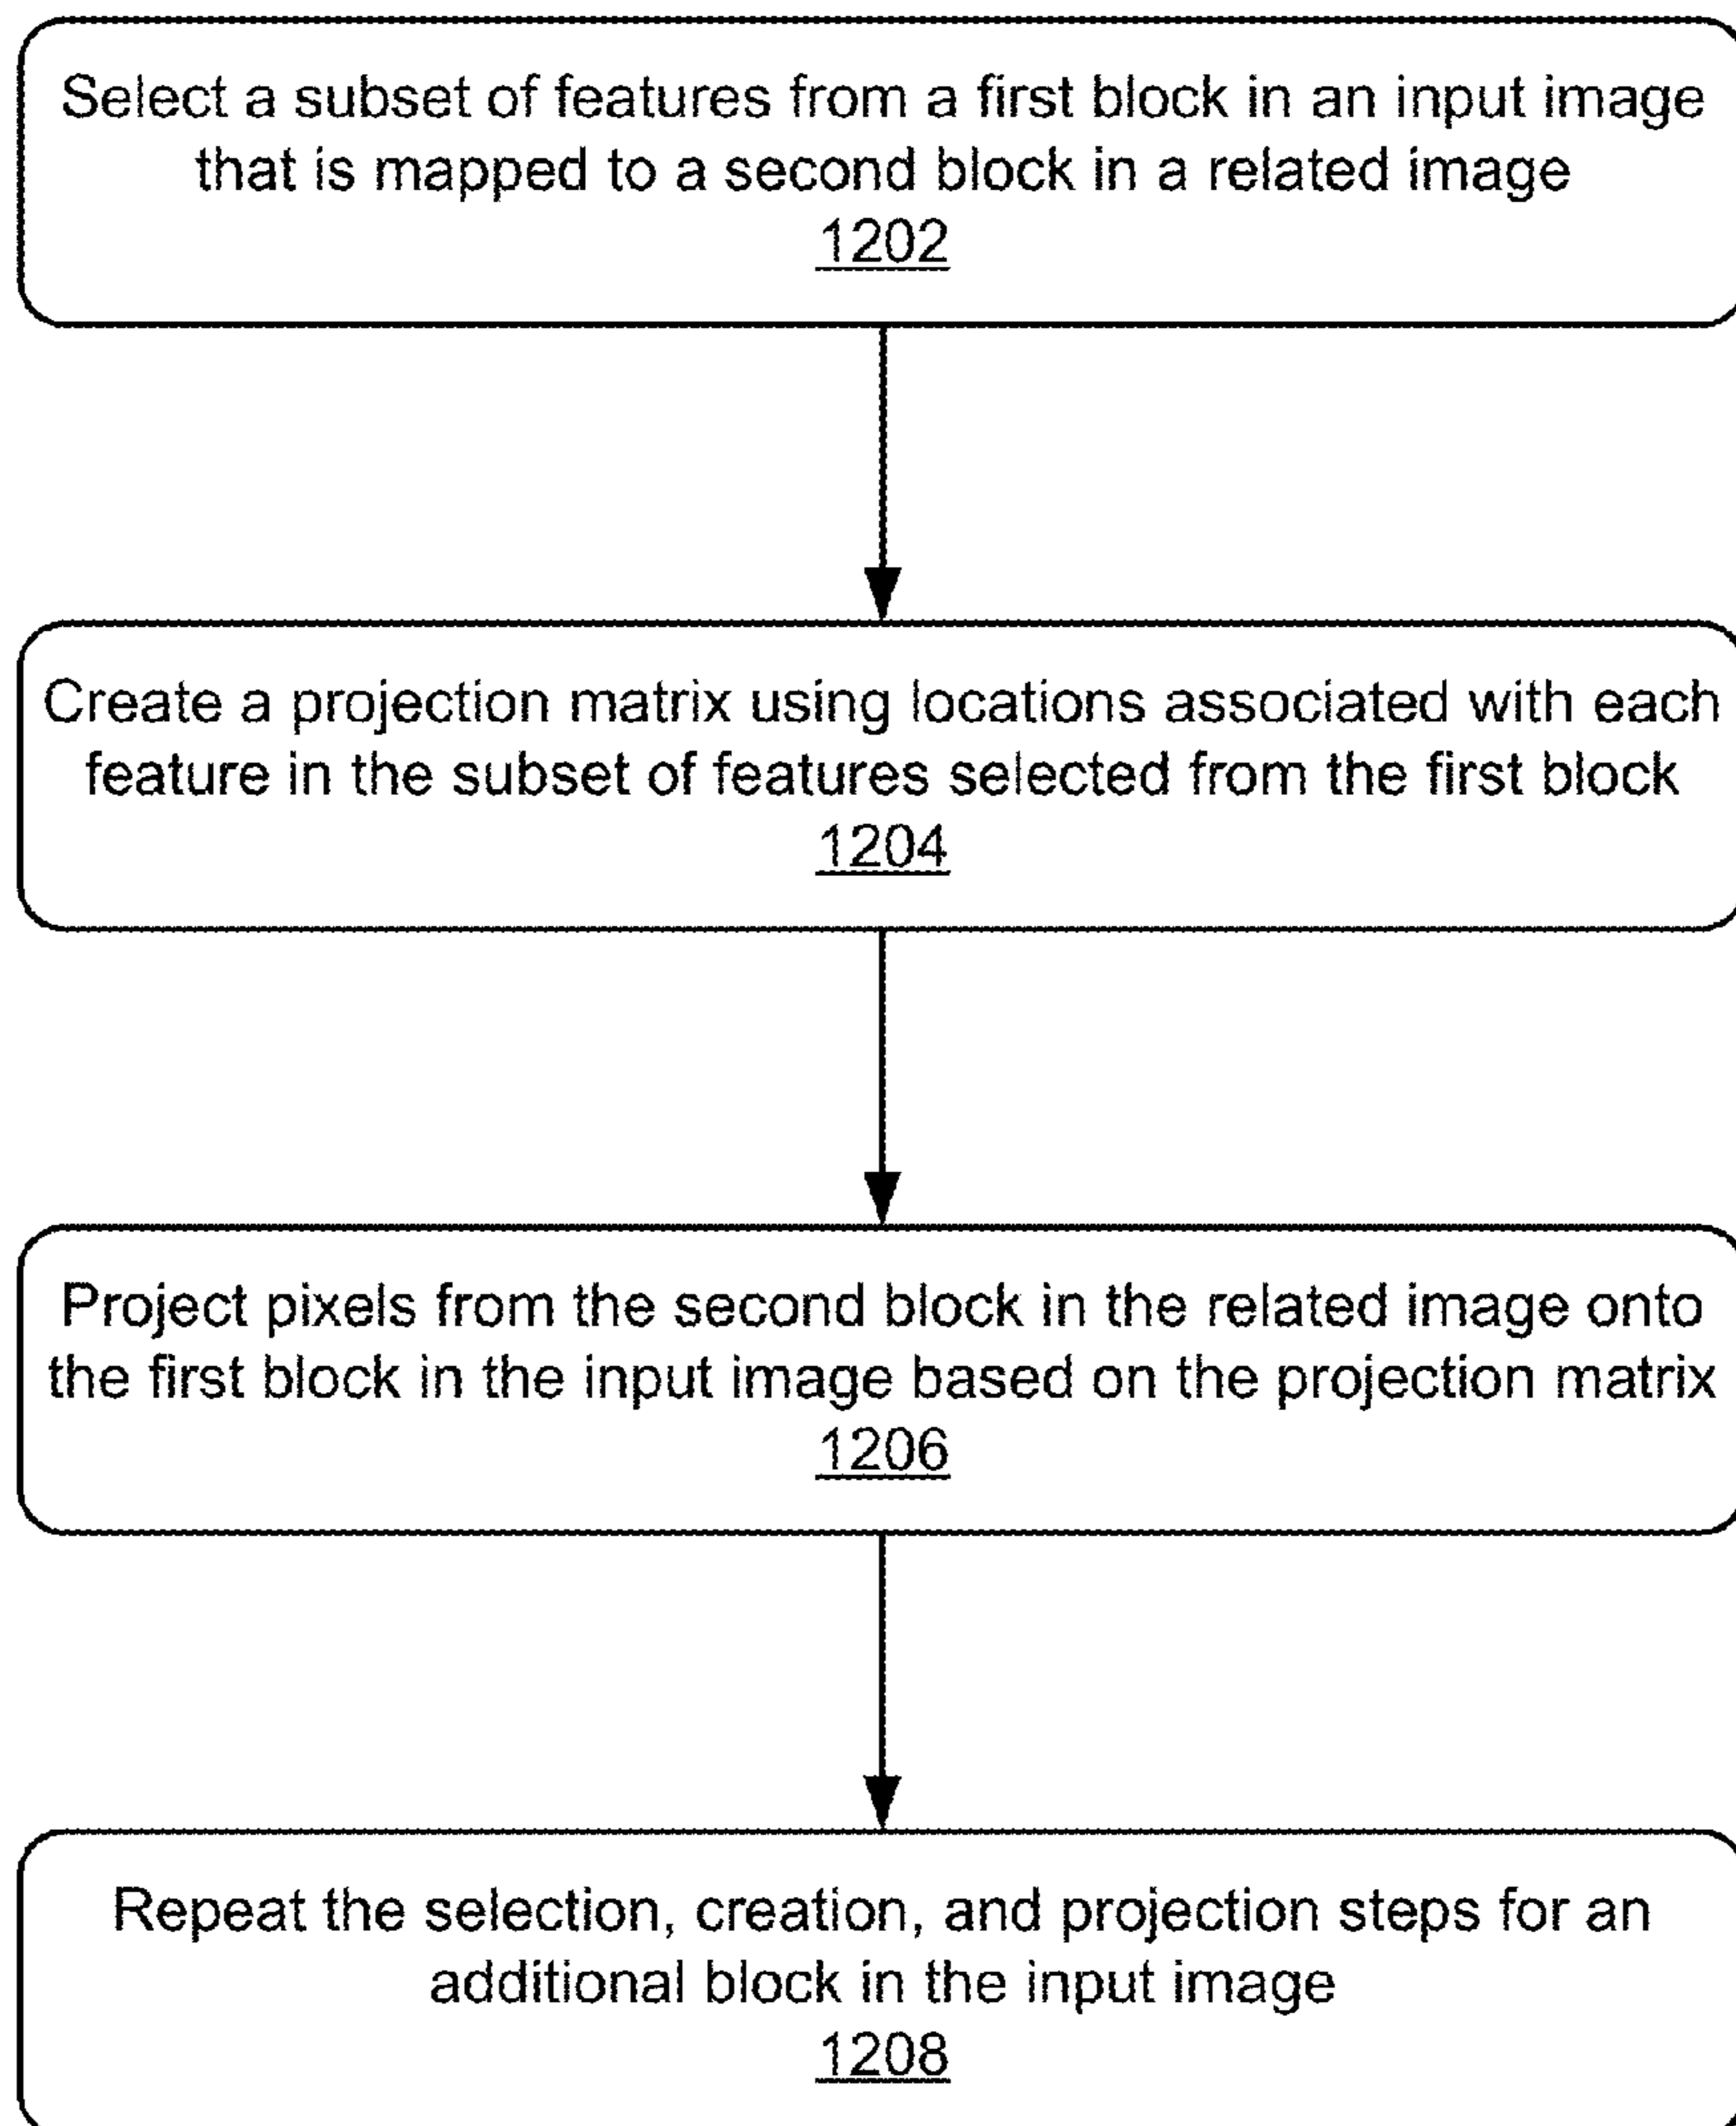 Select a subset of features from a first block in an input image
that is mapped to a second block in a related image
1202
Create a projection matrix using locations associated with each
feature in the subset of features selected from the first block
1204
Project pixels from the second block in the related image onto
the first block in the input image based on the projection matrix
1206
Repeat the selection, creation, and projection steps for an
additional block in the input image
1208